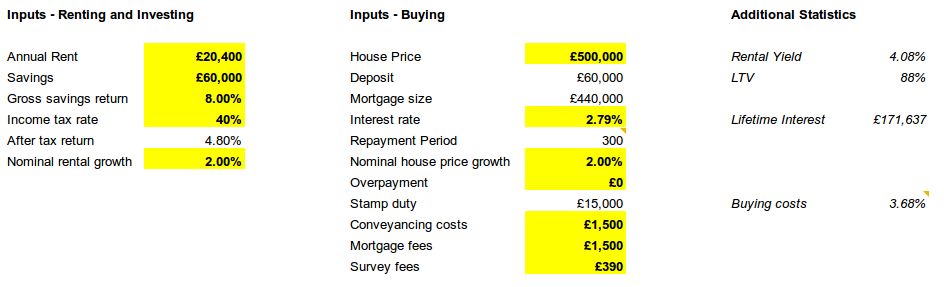 Inputs - Renting and Investing Inputs - Buying Additional Statistics
Annual Rent £20,400 House Price £500,000 Rental Yield 4.08%
Savings £60,000 Deposit £60,000 LTV 88%
Gross savings return 8.00% Mortgage size £440,000
Income tax rate 40% Interest rate 2.79% Lifetime Interest £171,637
After tax return 4.80% Repayment Period 300
Nominal rental growth 2.00% Nominal house price growth 2.00%
Overpayment £0
Stamp duty £15,000 Buying costs 3.68%
Conveyancing costs £1,500
Mortgage fees £1,500
Survey fees £390